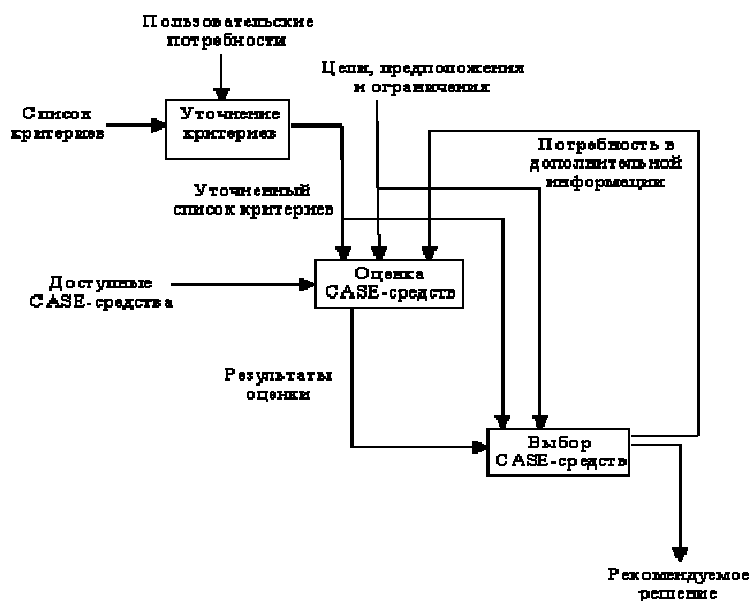 Пользовательские
потребности
Цели, предположения
и ограничения
Список
критериев
Уточнение
критериев
Потребность в
дополнительной
информации
Уточненный
список критериев
Доступные
CASE-средства
Оценка
CASE-средств
Результаты
оценки
Выбор
CASE-средств
Рекомендуемое
решение